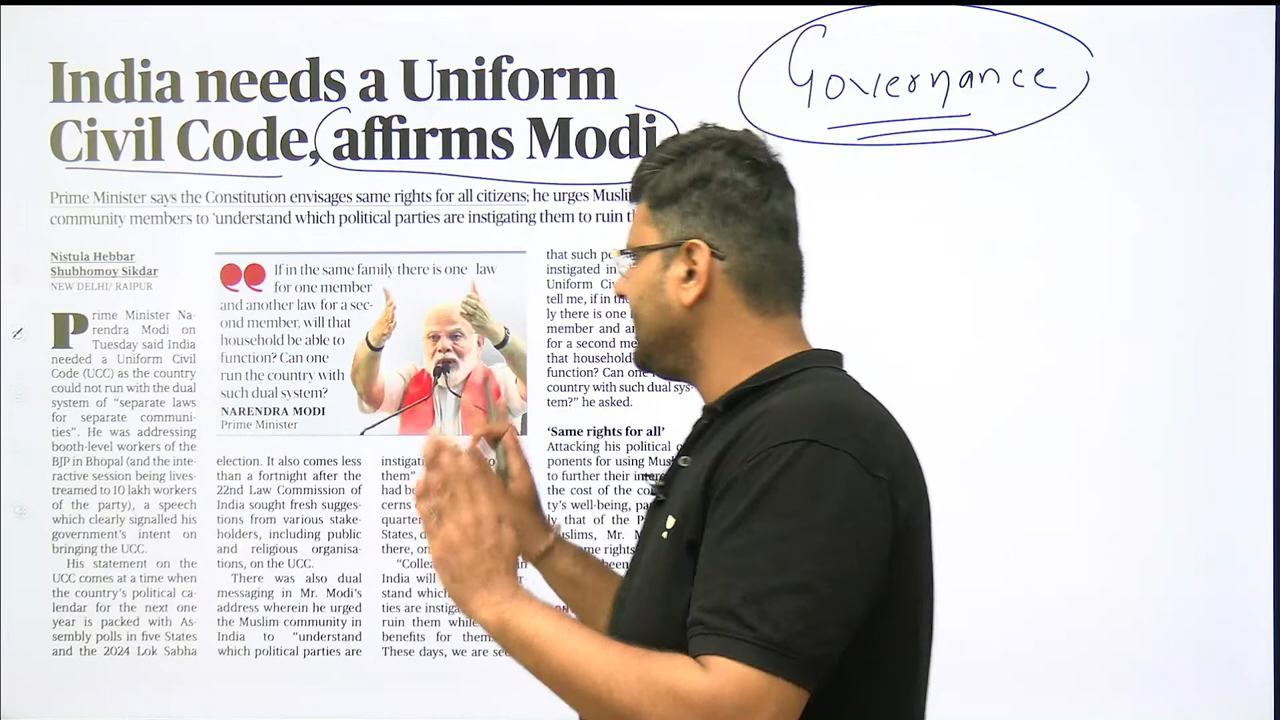 India needs a Uniform
Civil Code, affirms Modi
Governance
Prime Minister says the Constitution envisages same rights for all citizens; he urges
community members to ‘understand which political parties are instigating them to ruin
Nistula Hebbar
Shubhomoy Sikdar
NEW DELHI/ RAIPUR
Prime Minister Na-
rendra Modi on
Tuesday said India
needed a Uniform Civil
Code (UCC) as the country
could not run with the dual
system of “separate laws
for separate communi-
ties”. He was addressing
booth-level workers of the
BJP in Bhopal (and the inte-
ractive session being lives-
treamed to 10 lakh workers
of the party), a speech
which clearly signalled his
government’s intent on
bringing the UCC.
His statement on the
UCC comes at a time when
the country’s political ca-
lendar for the next one
year is packed with As-
sembly polls in five States
and the 2024 Lok Sabha
If in the same family there is one law
for one member
and another law for a sec-
ond member, will that
household be able to
function? Can one
run the country with
such dual system?
NARENDRA MODI
Prime Minister
election. It also comes less
than a fortnight after the
22nd Law Commission of
India sought fresh sugges-
tions from various stake-
holders, including public
and religious organisa-
tions, on the UCC.
There was also dual
messaging in Mr. Modi’s
address wherein he urged
the Muslim community in
India to “understand
which political parties are
them”
had
quarter
States,
there,
India will
stand which
ties are
ruin them while
benefits for them
These days, we are
that such
instigated in
Uniform
tell me, if in the
ly there is one
member and
for a second
that household
function? Can one
country with such dual sys-
tem?” he asked.
‘Same rights for all’
Attacking his political
ponents for using
to further their
the cost of the
ty’s well-being,
ly that of the
Mr.
rights